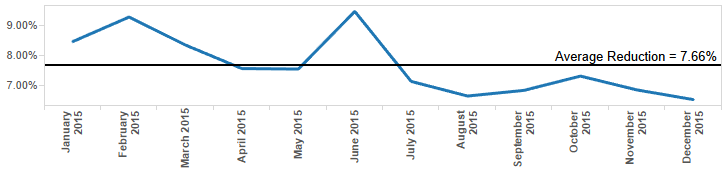 9.00%
8.00%
7.00%
Average Reduction = 7.66%
January
2015
February
2015
March 2015
April 2015
May 2015
June 2015
July 2015
August
2015
September
2015
October
2015
November
2015
December
2015